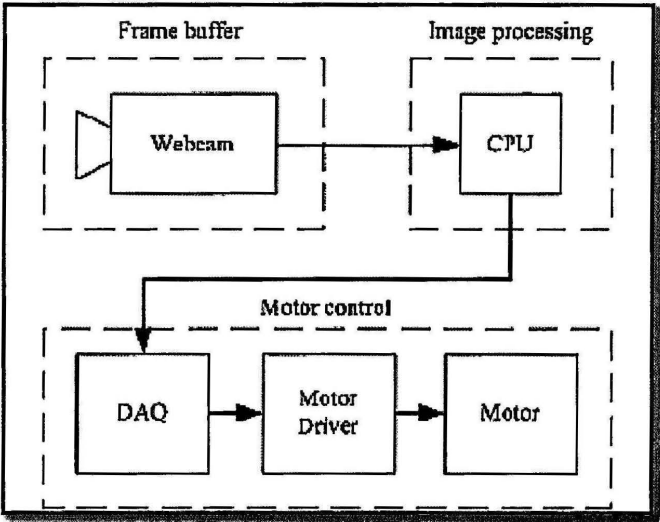 Frame buffer
Image processing
Webcam
CPU
Motor control
DAQ
Motor
Driver
Motor